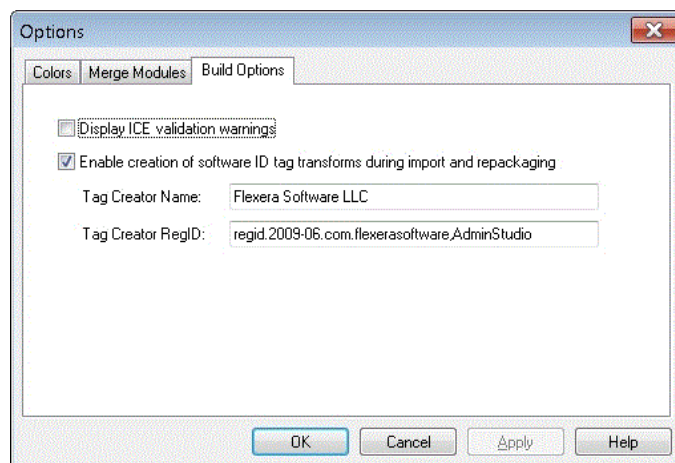 Options
Colors Merge Modules Build Options
Display ICE validation warnings
Enable creation of software ID tag transforms during import and repackaging
Tag Creator Name: Flexera Software LLC
Tag Creator RegID: regid.2009-06.com.flexerasoftware,AdminStudio
OK Cancel Apply Help